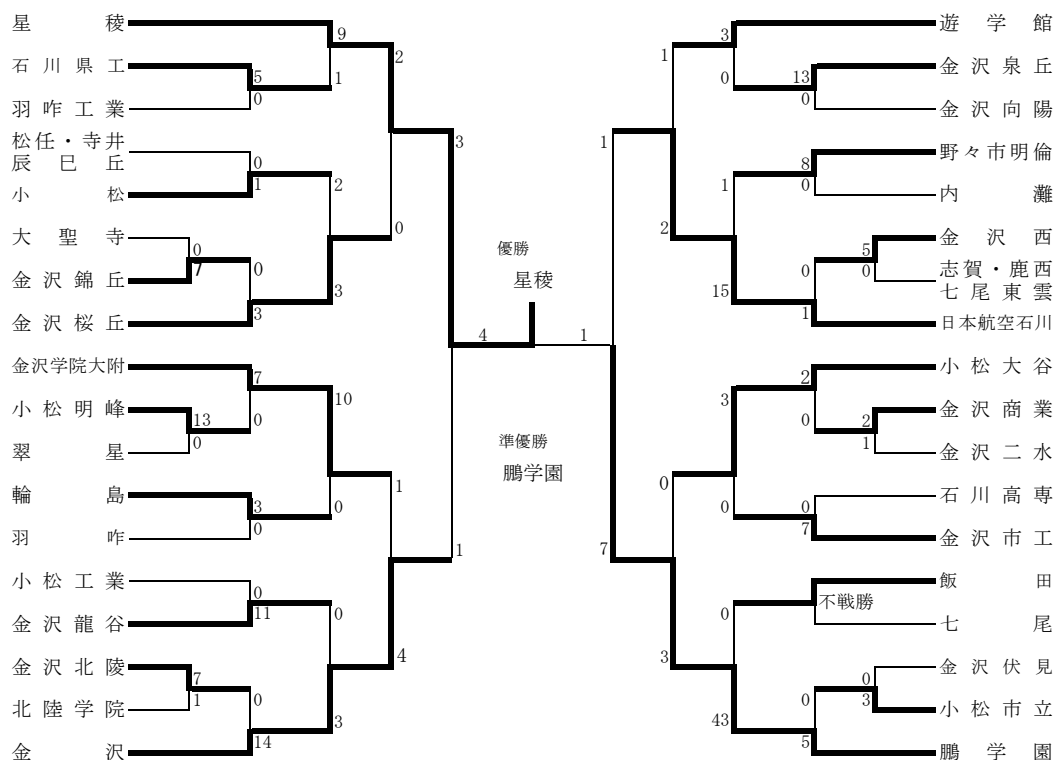 星稜
9
2
石川県工
5
1
羽咋工業
0
3
松任・寺井
辰巳丘
0
小松
1
2
大聖寺
0
0
金沢錦丘
7
0
3
金沢桜丘
3
金沢学院大附
7
10
小松明峰
13
0
翠星
0
輪島
3
0
1
羽咋
0
1
小松工業
0
金沢龍谷
11
0
4
金沢北陵
7
北陸学院
1
0
3
金沢
14
優勝
星稜
4
1
準優勝
鵬学園
遊学館
3
1
金沢泉丘
0
13
金沢向陽
0
1
野々市明倫
8
内灘
1
0
2
金沢西
5
志賀・鹿西
七尾東雲
0
0
15
日本航空石川
1
小松大谷
2
3
金沢商業
0
2
金沢二水
1
石川高専
0
0
0
金沢市工
7
7
飯田
不戦勝
七尾
0
3
金沢伏見
0
小松市立
0
3
43
鵬学園
5